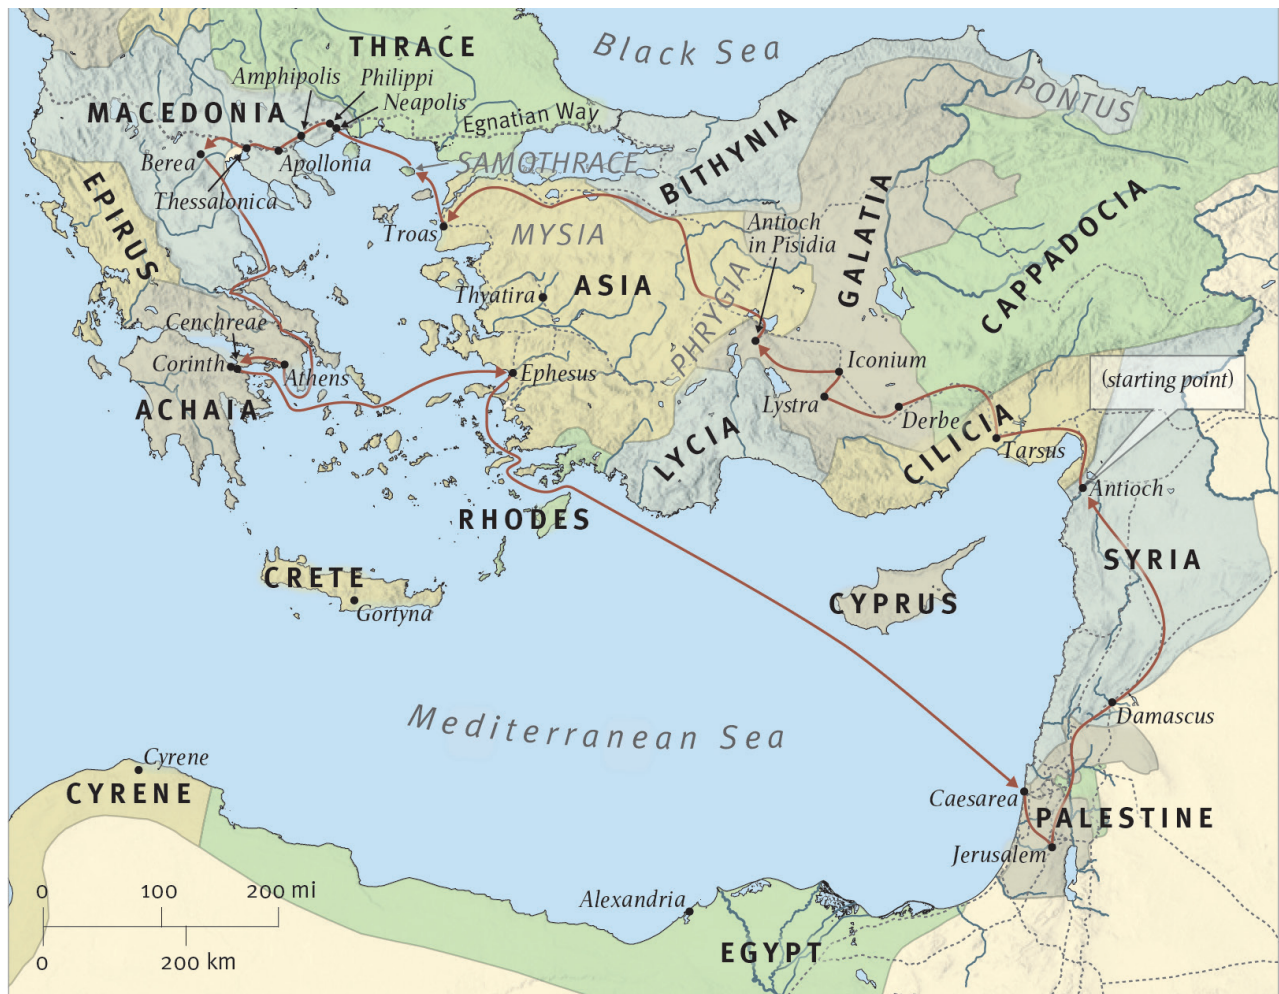 Black Sea
THRACE
Amphipolis
Philippi
Neapolis
MACEDONIA
Egnatian Way
PONTUS
Berea
Apollonia
SAMOTHRACE
BITHYNIA
Thessalonica
EPIRUS
Troas
MYSIA
Antioch
in Pisidia
GALATIA
CAPPADOCIA
Thyatira
ASIA
PHRYGIA
Cenchreae
Corinth
Athens
Ephesus
Iconium
(starting point)
ACHAIA
Lystra
Derbe
LYCIA
CILICIA
Tarsus
Antioch
RHODES
SYRIA
CRETE
Gortyna
CYPRUS
Mediterranean Sea
Damascus
Cyrene
CYRENE
Caesarea
PALESTINE
Jerusalem
0 100 200 mi
0 200 km
Alexandria
EGYPT